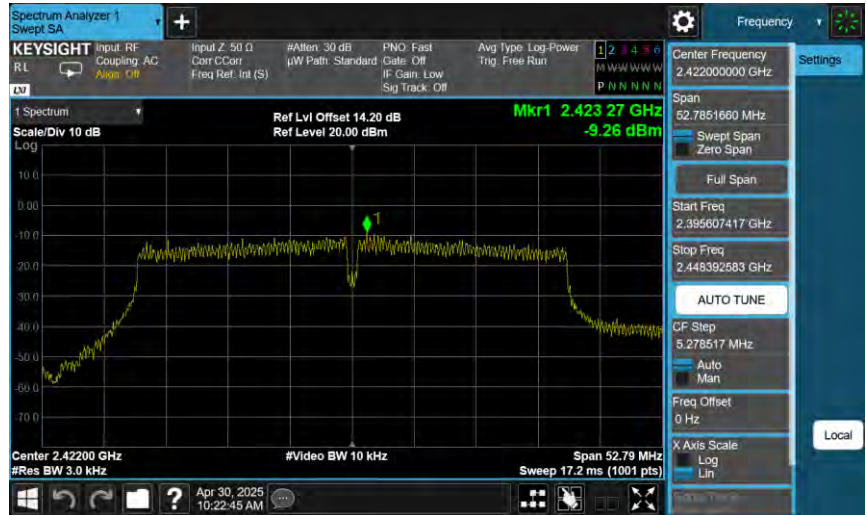 Spectrum Analyzer 1
Swept SA
+
Frequency
KEYSIGHT
RL
LXI
Input: RF
Coupling: AC
Align: Off
Input Z: 50 Ω
Corr CCorr
Freq Ref: Int (S)
#Atten: 30 dB
µW Path: Standard
PNO: Fast
Gate: Off
IF Gain: Low
Sig Track: Off
Avg Type: Log-Power
Trig: Free Run
1 2 3 4 5 6
M W W W W W
P N N N N N
1 Spectrum
Scale/Div 10 dB
Log
Ref Lvl Offset 14.20 dB
Ref Level 20.00 dBm
Mkr1 2.423 27 GHz
-9.26 dBm
10.0
0.00
-10.0
-20.0
-30.0
-40.0
-50.0
-60.0
-70.0
1
Center 2.42200 GHz
#Res BW 3.0 kHz
#Video BW 10 kHz
Span 52.79 MHz
Sweep 17.2 ms (1001 pts)
Center Frequency
2.422000000 GHz
Span
52.7851660 MHz
Swept Span
Zero Span
Full Span
Start Freq
2.395607417 GHz
Stop Freq
2.448392583 GHz
AUTO TUNE
CF Step
5.278517 MHz
Auto
Man
Freq Offset
0 Hz
X Axis Scale
Log
Lin
Settings
Local
?
Apr 30, 2025
10:22:45 AM